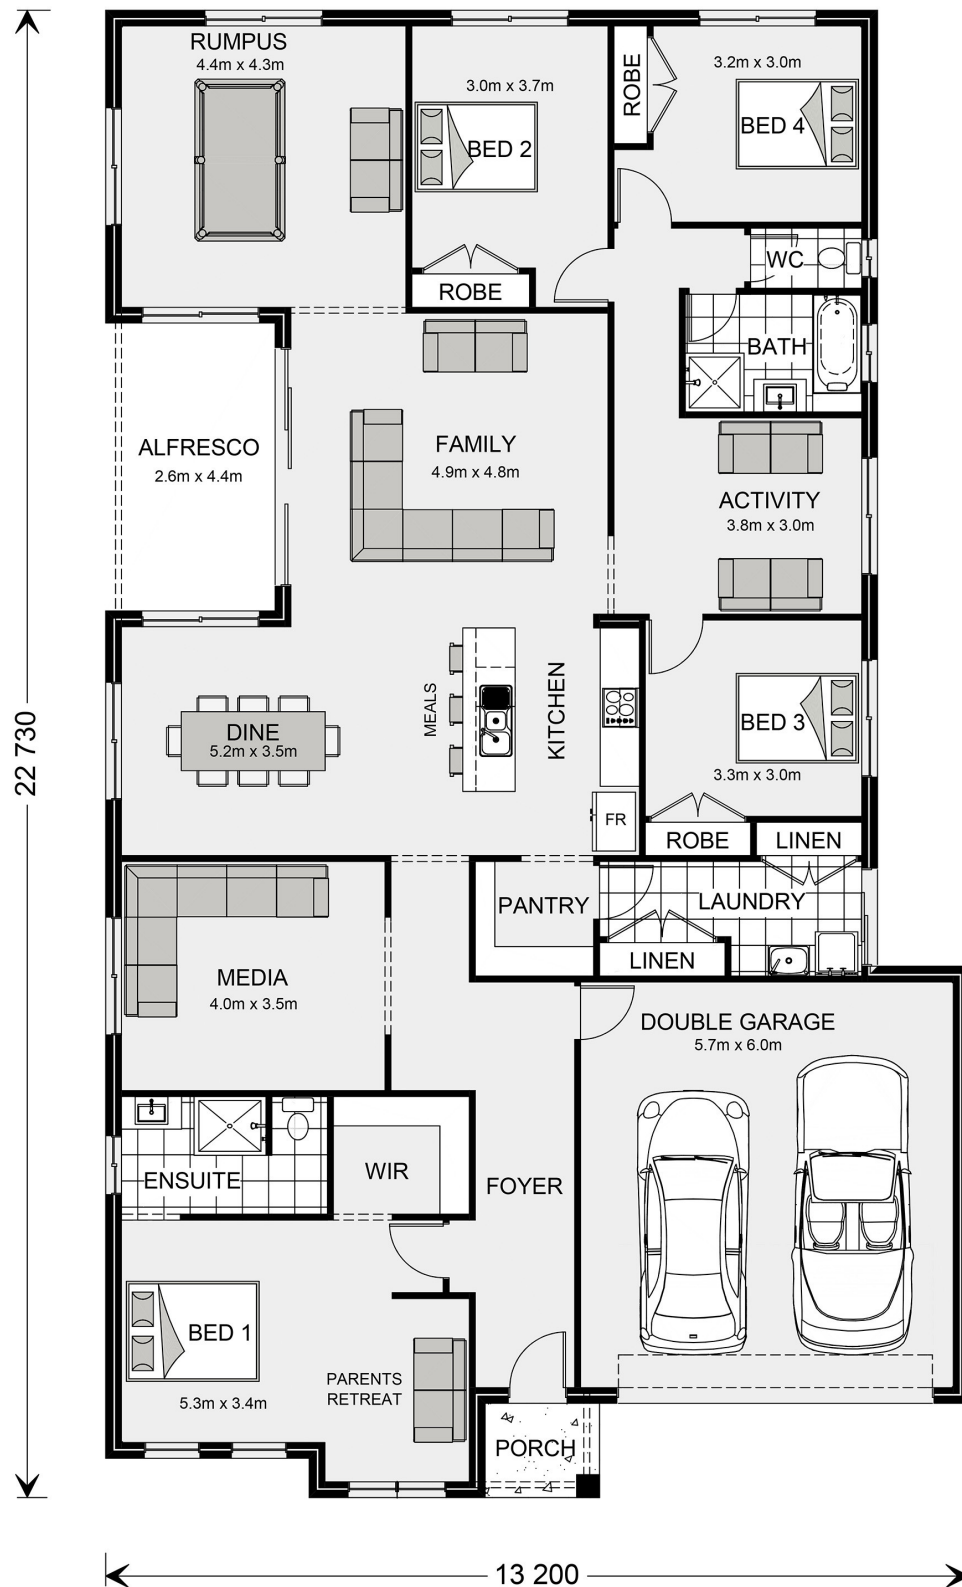 RUMPUS
4.4m x 4.3m
3.0m x 3.7m
BED 2
ROBE
ROBE
3.2m x 3.0m
BED 4
WC
BATH
ALFRESCO
2.6m x 4.4m
FAMILY
4.9m x 4.8m
ACTIVITY
3.8m x 3.0m
DINE
5.2m x 3.5m
MEALS
KITCHEN
FR
BED 3
3.3m x 3.0m
ROBE
LINEN
PANTRY
LAUNDRY
LINEN
MEDIA
4.0m x 3.5m
DOUBLE GARAGE
5.7m x 6.0m
ENSUITE
WIR
FOYER
BED 1
5.3m x 3.4m
PARENTS
RETREAT
PORCH
22 730
13 200